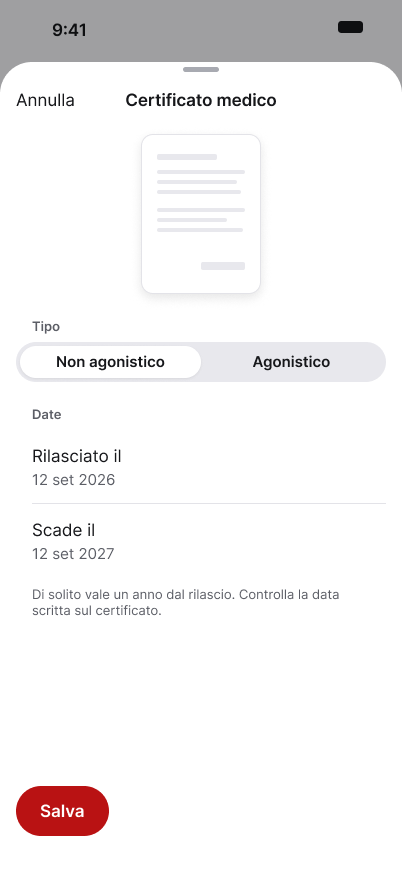 9:41
Annulla
Certificato medico
Tipo
Non agonistico
Agonistico
Date
Rilasciato il
12 set 2026
Scade il
12 set 2027
Di solito vale un anno dal rilascio. Controlla la data
scritta sul certificato.
Salva